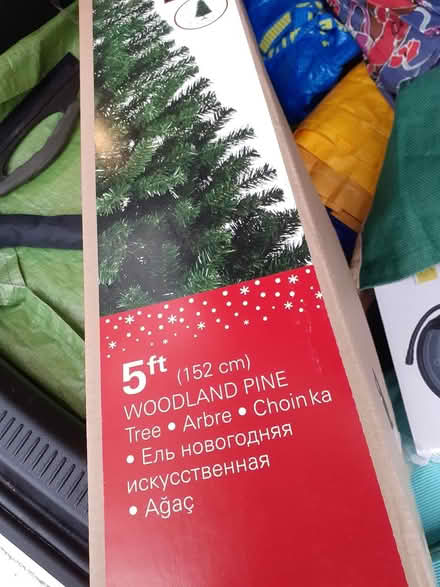 5ft (152 cm)
WOODLAND PINE
Tree • Arbre • Choinka
• Ель новогодняя
искусственная
• Ağaç